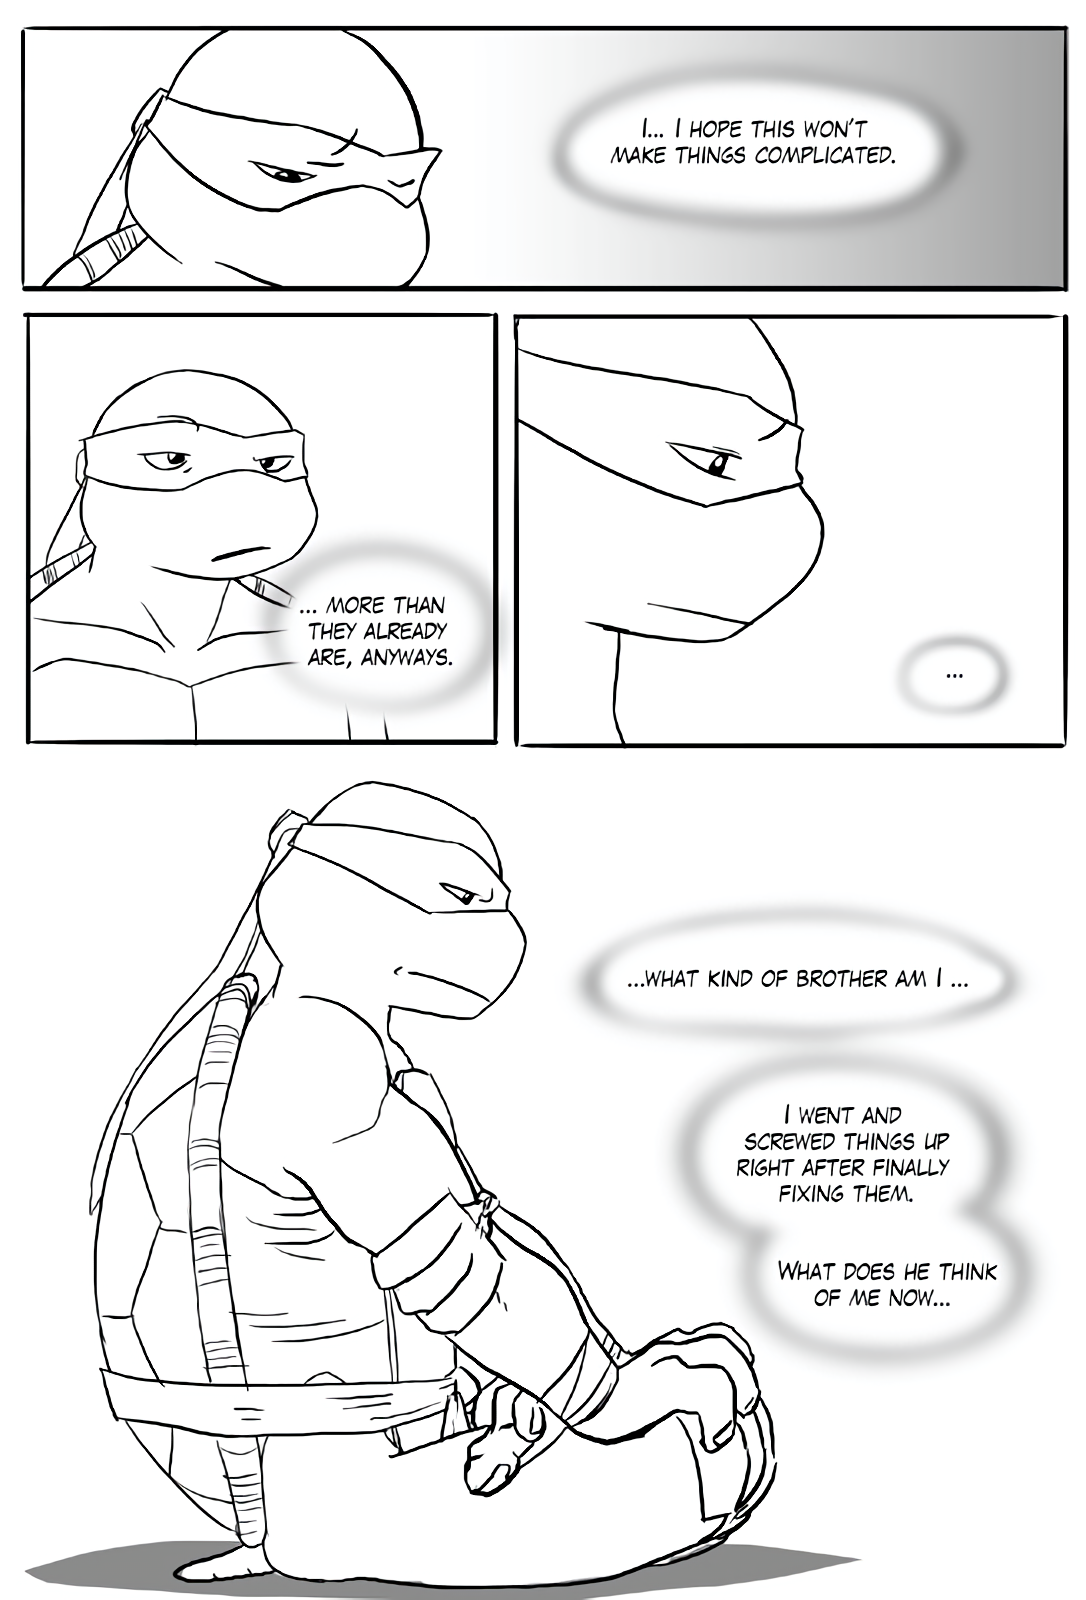 I... I HOPE THIS WON'T
MAKE THINGS COMPLICATED.
... MORE THAN
THEY ALREADY
ARE, ANYWAYS.
...
...WHAT KIND OF BROTHER AM I ...
I WENT AND
SCREWED THINGS UP
RIGHT AFTER FINALLY
FIXING THEM.
WHAT DOES HE THINK
OF ME NOW...